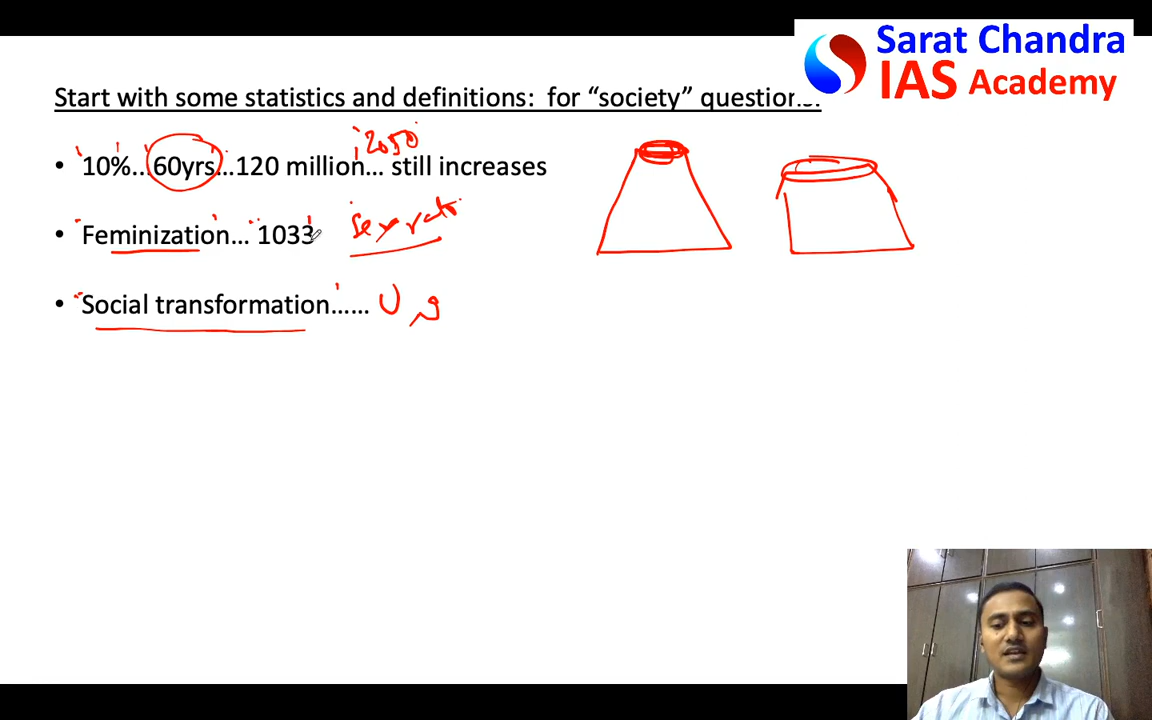 Sarat Chandra
IAS Academy
Start with some statistics and definitions: for “society” questions:
2050
• 10%...60yrs...120 million... still increases
• Feminization... 1033 Sex ratio
• Social transformation...... U,